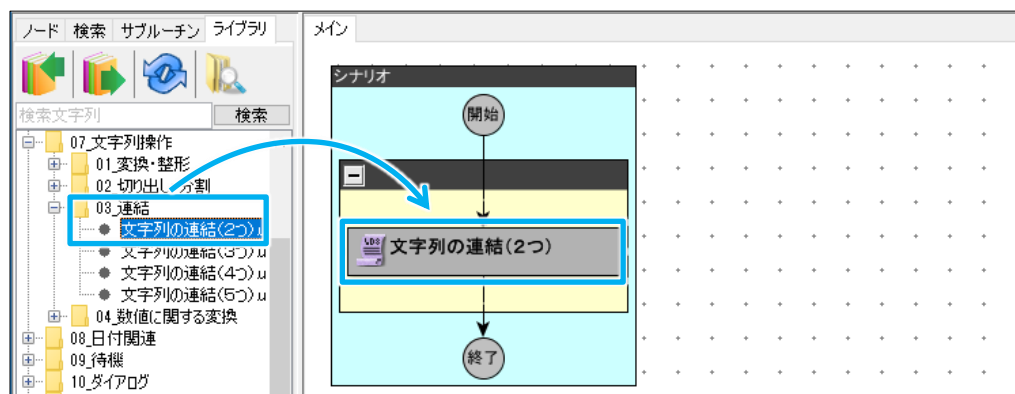 ノード 検索 サブルーチン ライブラリ
検索文字列 検索
07_文字列操作
01_変換・整形
02_切り出し・分割
03_連結
文字列の連結(2つ)
文字列の連結(3つ)
文字列の連結(4つ)
文字列の連結(5つ)
04_数値に関する変換
08_日付関連
09_待機
10_ダイアログ
メイン
シナリオ
開始
文字列の連結(2つ)
終了